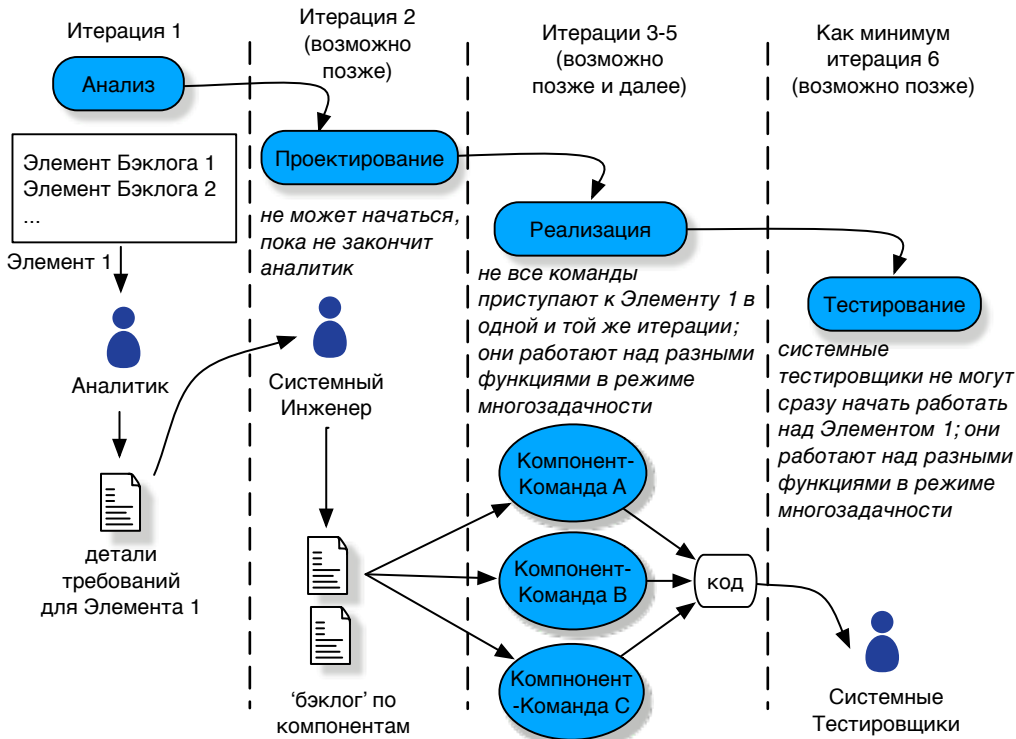 Итерация 1
Анализ
Элемент Бэклога 1
Элемент Бэклога 2
...
Элемент 1
Аналитик
детали
требований
для Элемента 1
Итерация 2
(возможно
позже)
Проектирование
не может начаться,
пока не закончит
аналитик
Системный
Инженер
‘бэклог’ по
компонентам
Итерации 3-5
(возможно
позже и далее)
Реализация
не все команды
приступают к Элементу 1 в
одной и той же итерации;
они работают над разными
функциями в режиме
многозадачности
Компонент-
Команда А
Компонент-
Команда В
Компнонент
-Команда С
код
Как минимум
итерация 6
(возможно позже)
Тестирование
системные
тестировщики не могут
сразу начать работать
над Элементом 1; они
работают над разными
функциями в режиме
многозадачности
Системные
Тестировщики